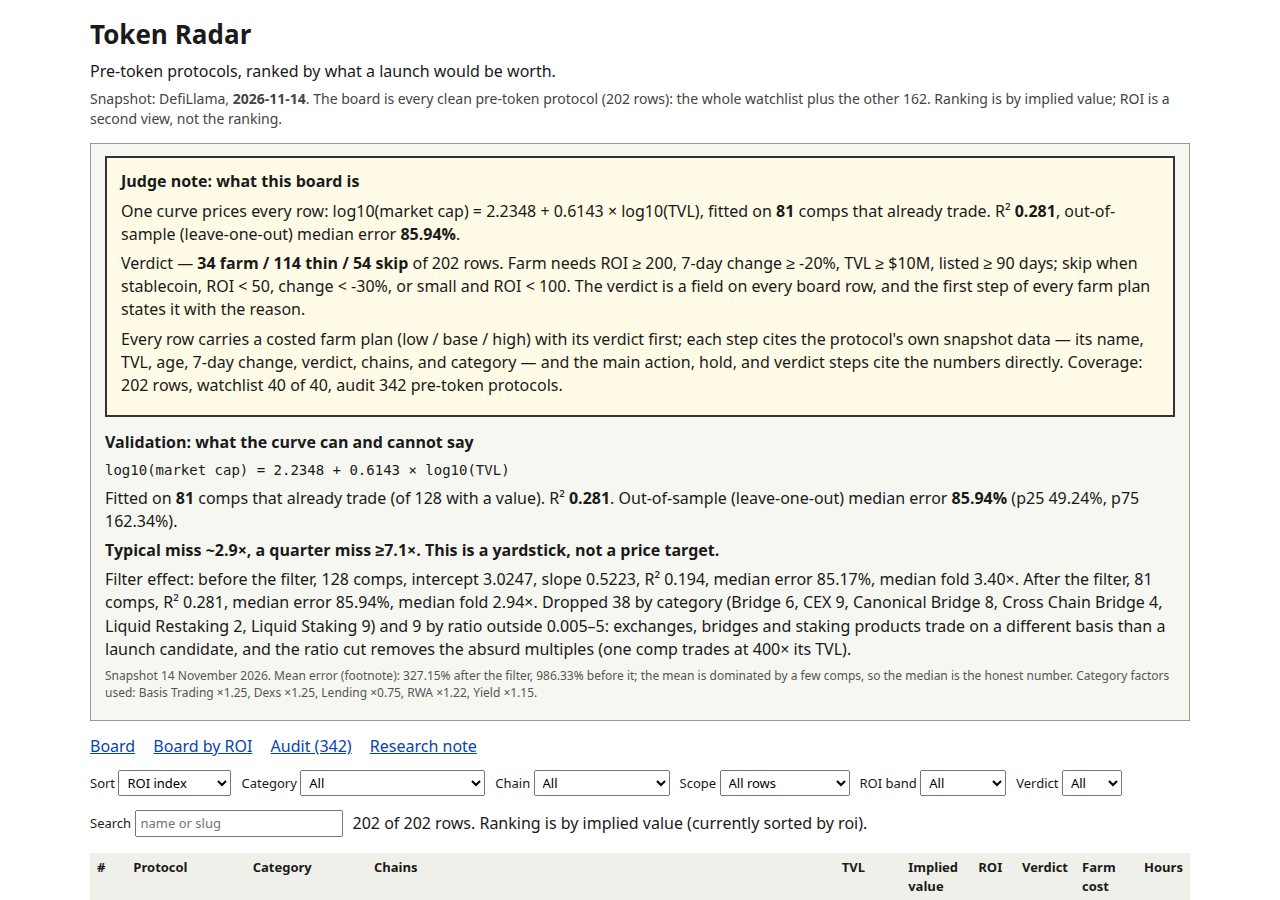 Token Radar
Pre-token protocols, ranked by what a launch would be worth.
Snapshot: DefiLlama, 2026-11-14. The board is every clean pre-token protocol (202 rows): the whole watchlist plus the other 162. Ranking is by implied value; ROI is a
second view, not the ranking.
Judge note: what this board is
One curve prices every row: log10(market cap) = 2.2348 + 0.6143 × log10(TVL), fitted on 81 comps that already trade. R² 0.281, out-of-
sample (leave-one-out) median error 85.94%.
Verdict — 34 farm / 114 thin / 54 skip of 202 rows. Farm needs ROI ≥ 200, 7-day change ≥ -20%, TVL ≥ $10M, listed ≥ 90 days; skip when
stablecoin, ROI < 50, change < -30%, or small and ROI < 100. The verdict is a field on every board row, and the first step of every farm plan
states it with the reason.
Every row carries a costed farm plan (low / base / high) with its verdict first; each step cites the protocol's own snapshot data — its name,
TVL, age, 7-day change, verdict, chains, and category — and the main action, hold, and verdict steps cite the numbers directly. Coverage:
202 rows, watchlist 40 of 40, audit 342 pre-token protocols.
Validation: what the curve can and cannot say
log10(market cap) = 2.2348 + 0.6143 × log10(TVL)
Fitted on 81 comps that already trade (of 128 with a value). R² 0.281. Out-of-sample (leave-one-out) median error 85.94% (p25 49.24%, p75
162.34%).
Typical miss ~2.9×, a quarter miss ≥7.1×. This is a yardstick, not a price target.
Filter effect: before the filter, 128 comps, intercept 3.0247, slope 0.5223, R² 0.194, median error 85.17%, median fold 3.40×. After the filter, 81
comps, R² 0.281, median error 85.94%, median fold 2.94×. Dropped 38 by category (Bridge 6, CEX 9, Canonical Bridge 8, Cross Chain Bridge 4,
Liquid Restaking 2, Liquid Staking 9) and 9 by ratio outside 0.005–5: exchanges, bridges and staking products trade on a different basis than a
launch candidate, and the ratio cut removes the absurd multiples (one comp trades at 400× its TVL).
Snapshot 14 November 2026. Mean error (footnote): 327.15% after the filter, 986.33% before it; the mean is dominated by a few comps, so the median is the honest number. Category factors
used: Basis Trading ×1.25, Dexs ×1.25, Lending ×0.75, RWA ×1.22, Yield ×1.15.
Board Board by ROI Audit (342) Research note
Sort ROI index Category All Chain All Scope All rows ROI band All Verdict All
Search name or slug 202 of 202 rows. Ranking is by implied value (currently sorted by roi).
# Protocol Category Chains TVL Implied value ROI Verdict Farm cost Hours